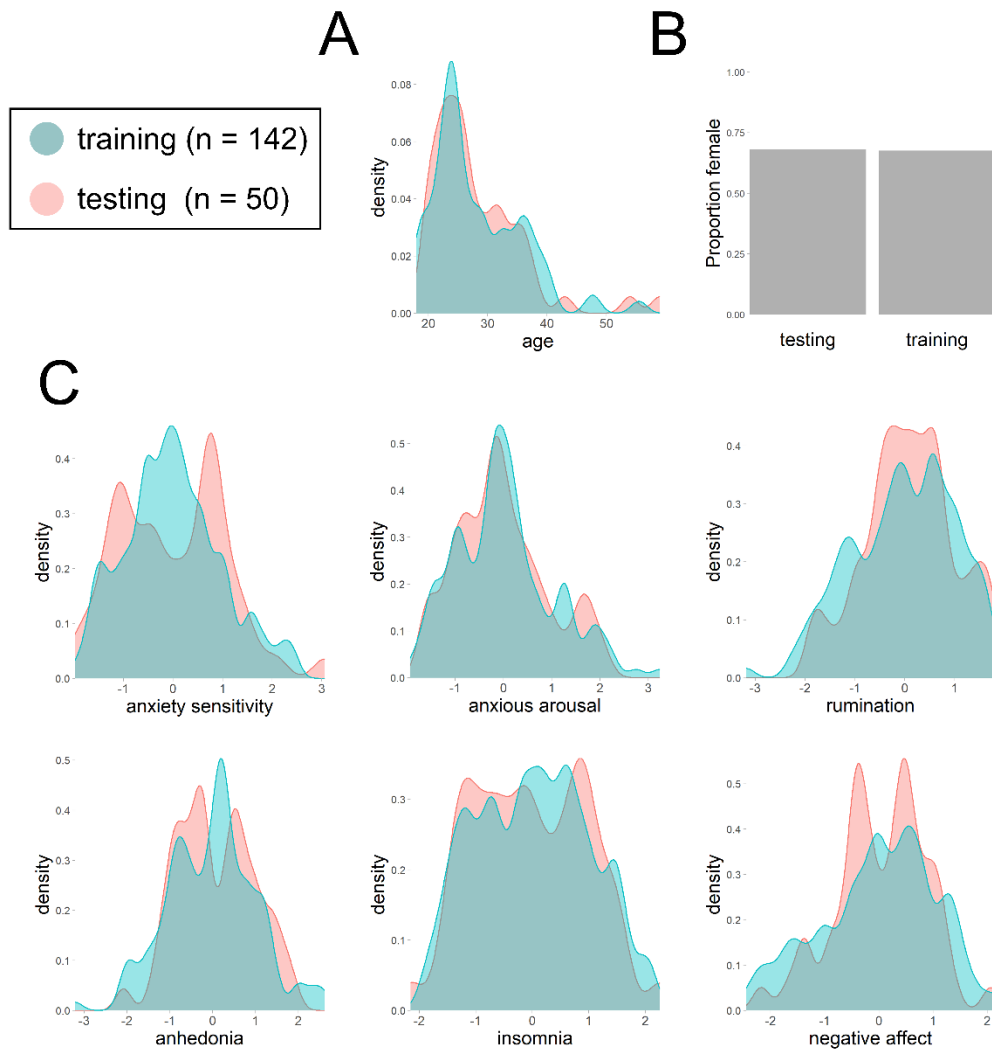 A
B
training (n = 142)
testing (n = 50)
density
0.08
0.06
0.04
0.02
0.00
20 30 40 50
age
Proportion female
1.00
0.75
0.50
0.25
0.00
testing training
C
density
0.4
0.3
0.2
0.1
0.0
-1 0 1 2 3
anxiety sensitivity
density
0.5
0.4
0.3
0.2
0.1
0.0
-1 0 1 2 3
anxious arousal
density
0.4
0.3
0.2
0.1
0.0
-3 -2 -1 0 1
rumination
density
0.5
0.4
0.3
0.2
0.1
0.0
-3 -2 -1 0 1 2
anhedonia
density
0.3
0.2
0.1
0.0
-2 -1 0 1 2
insomnia
density
0.5
0.4
0.3
0.2
0.1
0.0
-2 -1 0 1 2
negative affect